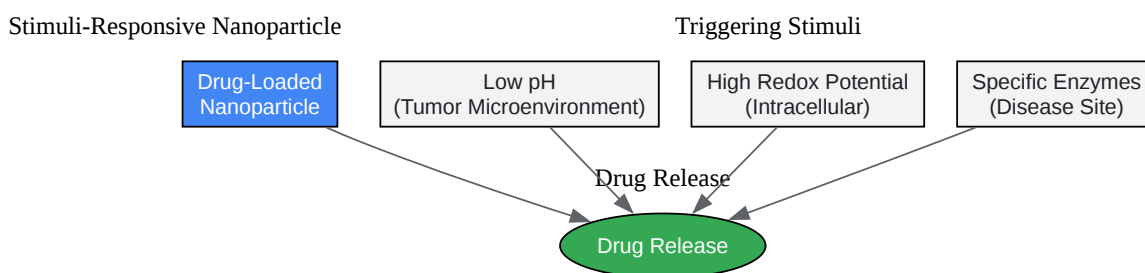 Stimuli-Responsive Nanoparticle
Triggering Stimuli
Drug-Loaded
Nanoparticle
Low pH
(Tumor Microenvironment)
High Redox Potential
(Intracellular)
Specific Enzymes
(Disease Site)
Drug Release
Drug Release